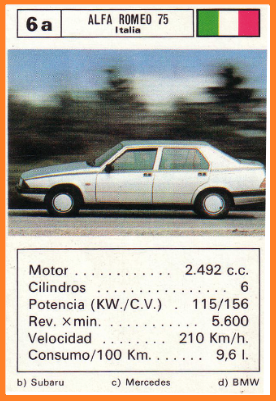 6a
ALFA ROMEO 75
Italia
Motor ............ 2.492 c.c.
Cilindros ............... 6
Potencia (KW./C.V.) . 115/156
Rev. × min. ........ 5.600
Velocidad ....... 210 Km/h.
Consumo/100 Km. ...... 9,6 l.
b) Subaru c) Mercedes d) BMW